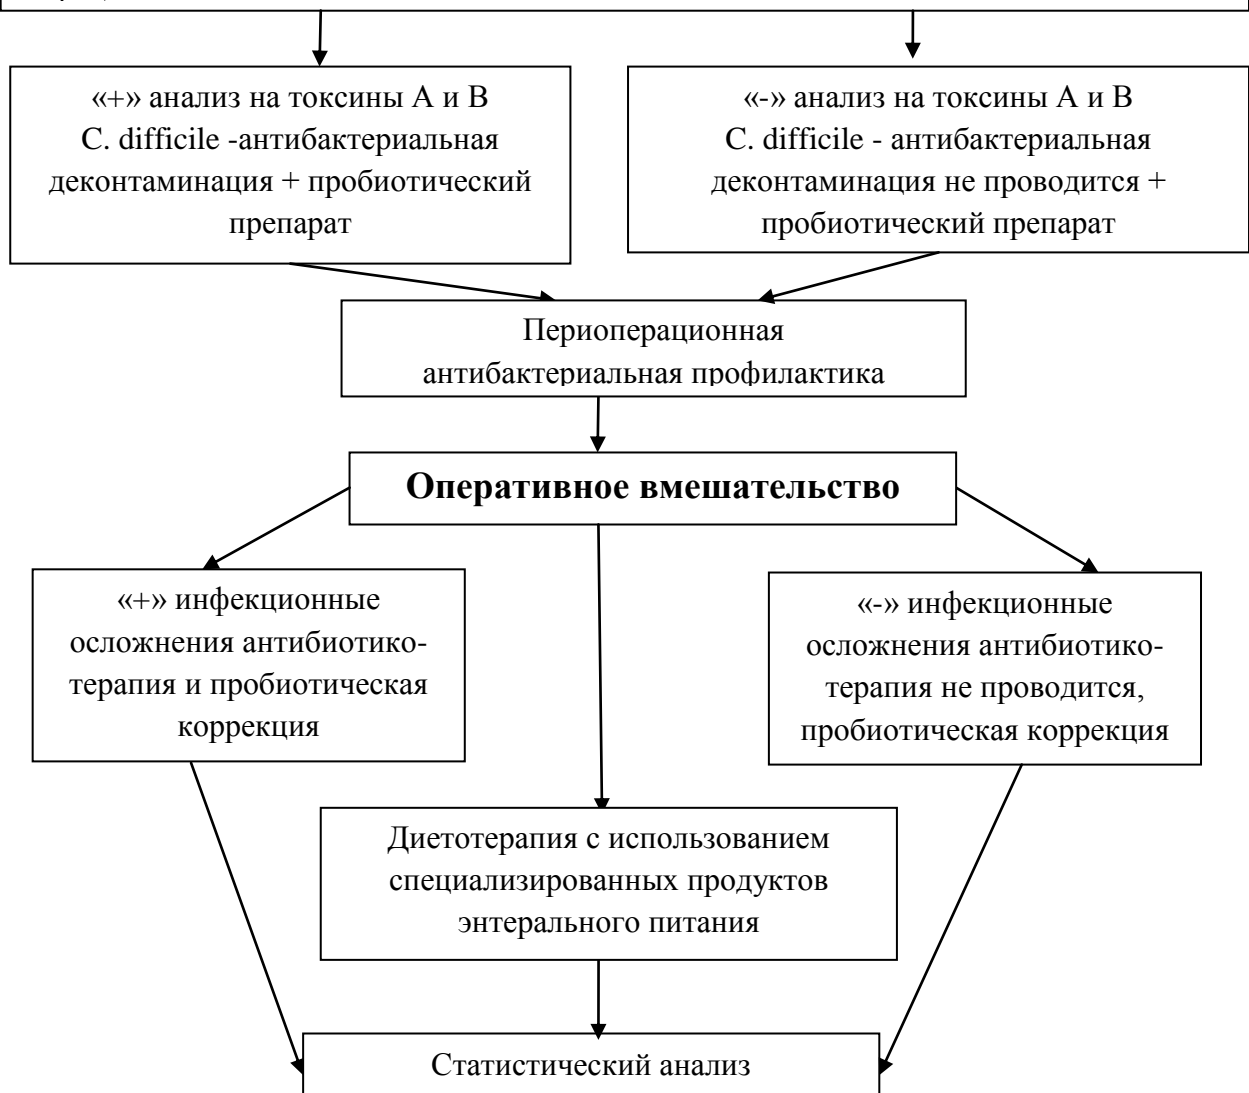 «+» анализ на токсины А и В
C. difficile -антибактериальная
деконтаминация + пробиотический
препарат
«-» анализ на токсины А и В
C. difficile - антибактериальная
деконтаминация не проводится +
пробиотический препарат
Периоперационная
антибактериальная профилактика
Оперативное вмешательство
«+» инфекционные
осложнения антибиотико-
терапия и пробиотическая
коррекция
«-» инфекционные
осложнения антибиотико-
терапия не проводится,
пробиотическая коррекция
Диетотерапия с использованием
специализированных продуктов
энтерального питания
Статистический анализ